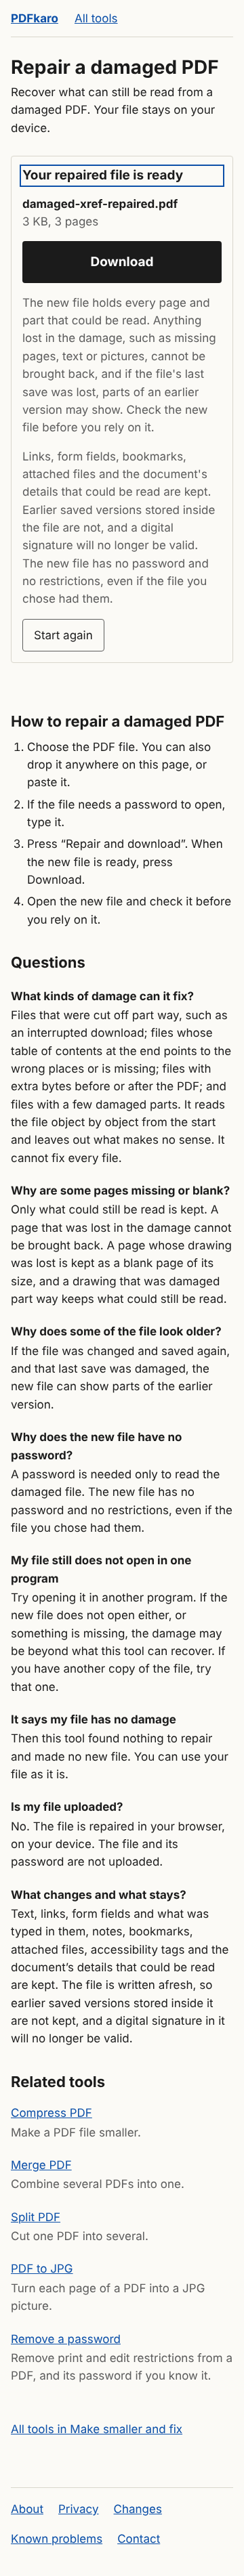 PDFkaro All tools
Repair a damaged PDF
Recover what can still be read from a
damaged PDF. Your file stays on your
device.
Your repaired file is ready
damaged-xref-repaired.pdf
3 KB, 3 pages
Download
The new file holds every page and
part that could be read. Anything
lost in the damage, such as missing
pages, text or pictures, cannot be
brought back, and if the file's last
save was lost, parts of an earlier
version may show. Check the new
file before you rely on it.
Links, form fields, bookmarks,
attached files and the document's
details that could be read are kept.
Earlier saved versions stored inside
the file are not, and a digital
signature will no longer be valid.
The new file has no password and
no restrictions, even if the file you
chose had them.
Start again
How to repair a damaged PDF
1. Choose the PDF file. You can also
drop it anywhere on this page, or
paste it.
2. If the file needs a password to open,
type it.
3. Press “Repair and download”. When
the new file is ready, press
Download.
4. Open the new file and check it before
you rely on it.
Questions
What kinds of damage can it fix?
Files that were cut off part way, such as
an interrupted download; files whose
table of contents at the end points to the
wrong places or is missing; files with
extra bytes before or after the PDF; and
files with a few damaged parts. It reads
the file object by object from the start
and leaves out what makes no sense. It
cannot fix every file.
Why are some pages missing or blank?
Only what could still be read is kept. A
page that was lost in the damage cannot
be brought back. A page whose drawing
was lost is kept as a blank page of its
size, and a drawing that was damaged
part way keeps what could still be read.
Why does some of the file look older?
If the file was changed and saved again,
and that last save was damaged, the
new file can show parts of the earlier
version.
Why does the new file have no
password?
A password is needed only to read the
damaged file. The new file has no
password and no restrictions, even if the
file you chose had them.
My file still does not open in one
program
Try opening it in another program. If the
new file does not open either, or
something is missing, the damage may
be beyond what this tool can recover. If
you have another copy of the file, try
that one.
It says my file has no damage
Then this tool found nothing to repair
and made no new file. You can use your
file as it is.
Is my file uploaded?
No. The file is repaired in your browser,
on your device. The file and its
password are not uploaded.
What changes and what stays?
Text, links, form fields and what was
typed in them, notes, bookmarks,
attached files, accessibility tags and the
document’s details that could be read
are kept. The file is written afresh, so
earlier saved versions stored inside it
are not kept, and a digital signature in it
will no longer be valid.
Related tools
Compress PDF
Make a PDF file smaller.
Merge PDF
Combine several PDFs into one.
Split PDF
Cut one PDF into several.
PDF to JPG
Turn each page of a PDF into a JPG
picture.
Remove a password
Remove print and edit restrictions from a
PDF, and its password if you know it.
All tools in Make smaller and fix
About Privacy Changes
Known problems Contact